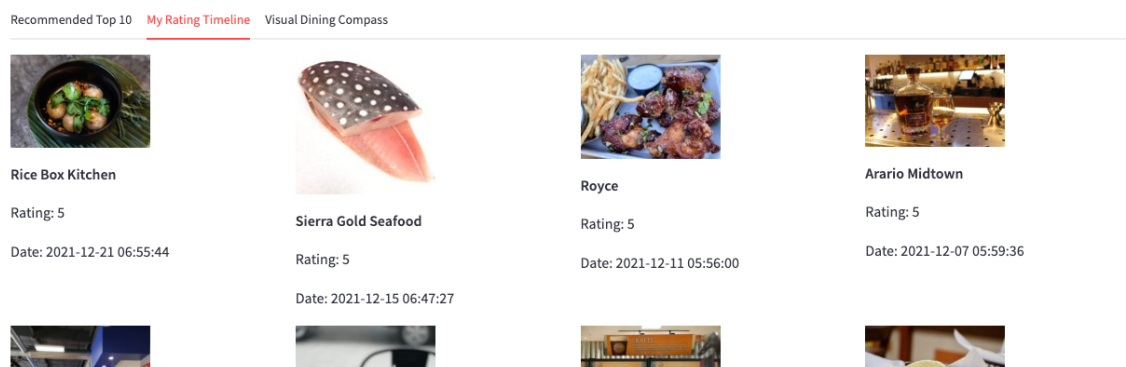 Recommended Top 10
My Rating Timeline
Visual Dining Compass
Rice Box Kitchen
Rating: 5
Date: 2021-12-21 06:55:44
Sierra Gold Seafood
Rating: 5
Date: 2021-12-15 06:47:27
Royce
Rating: 5
Date: 2021-12-11 05:56:00
Arario Midtown
Rating: 5
Date: 2021-12-07 05:59:36